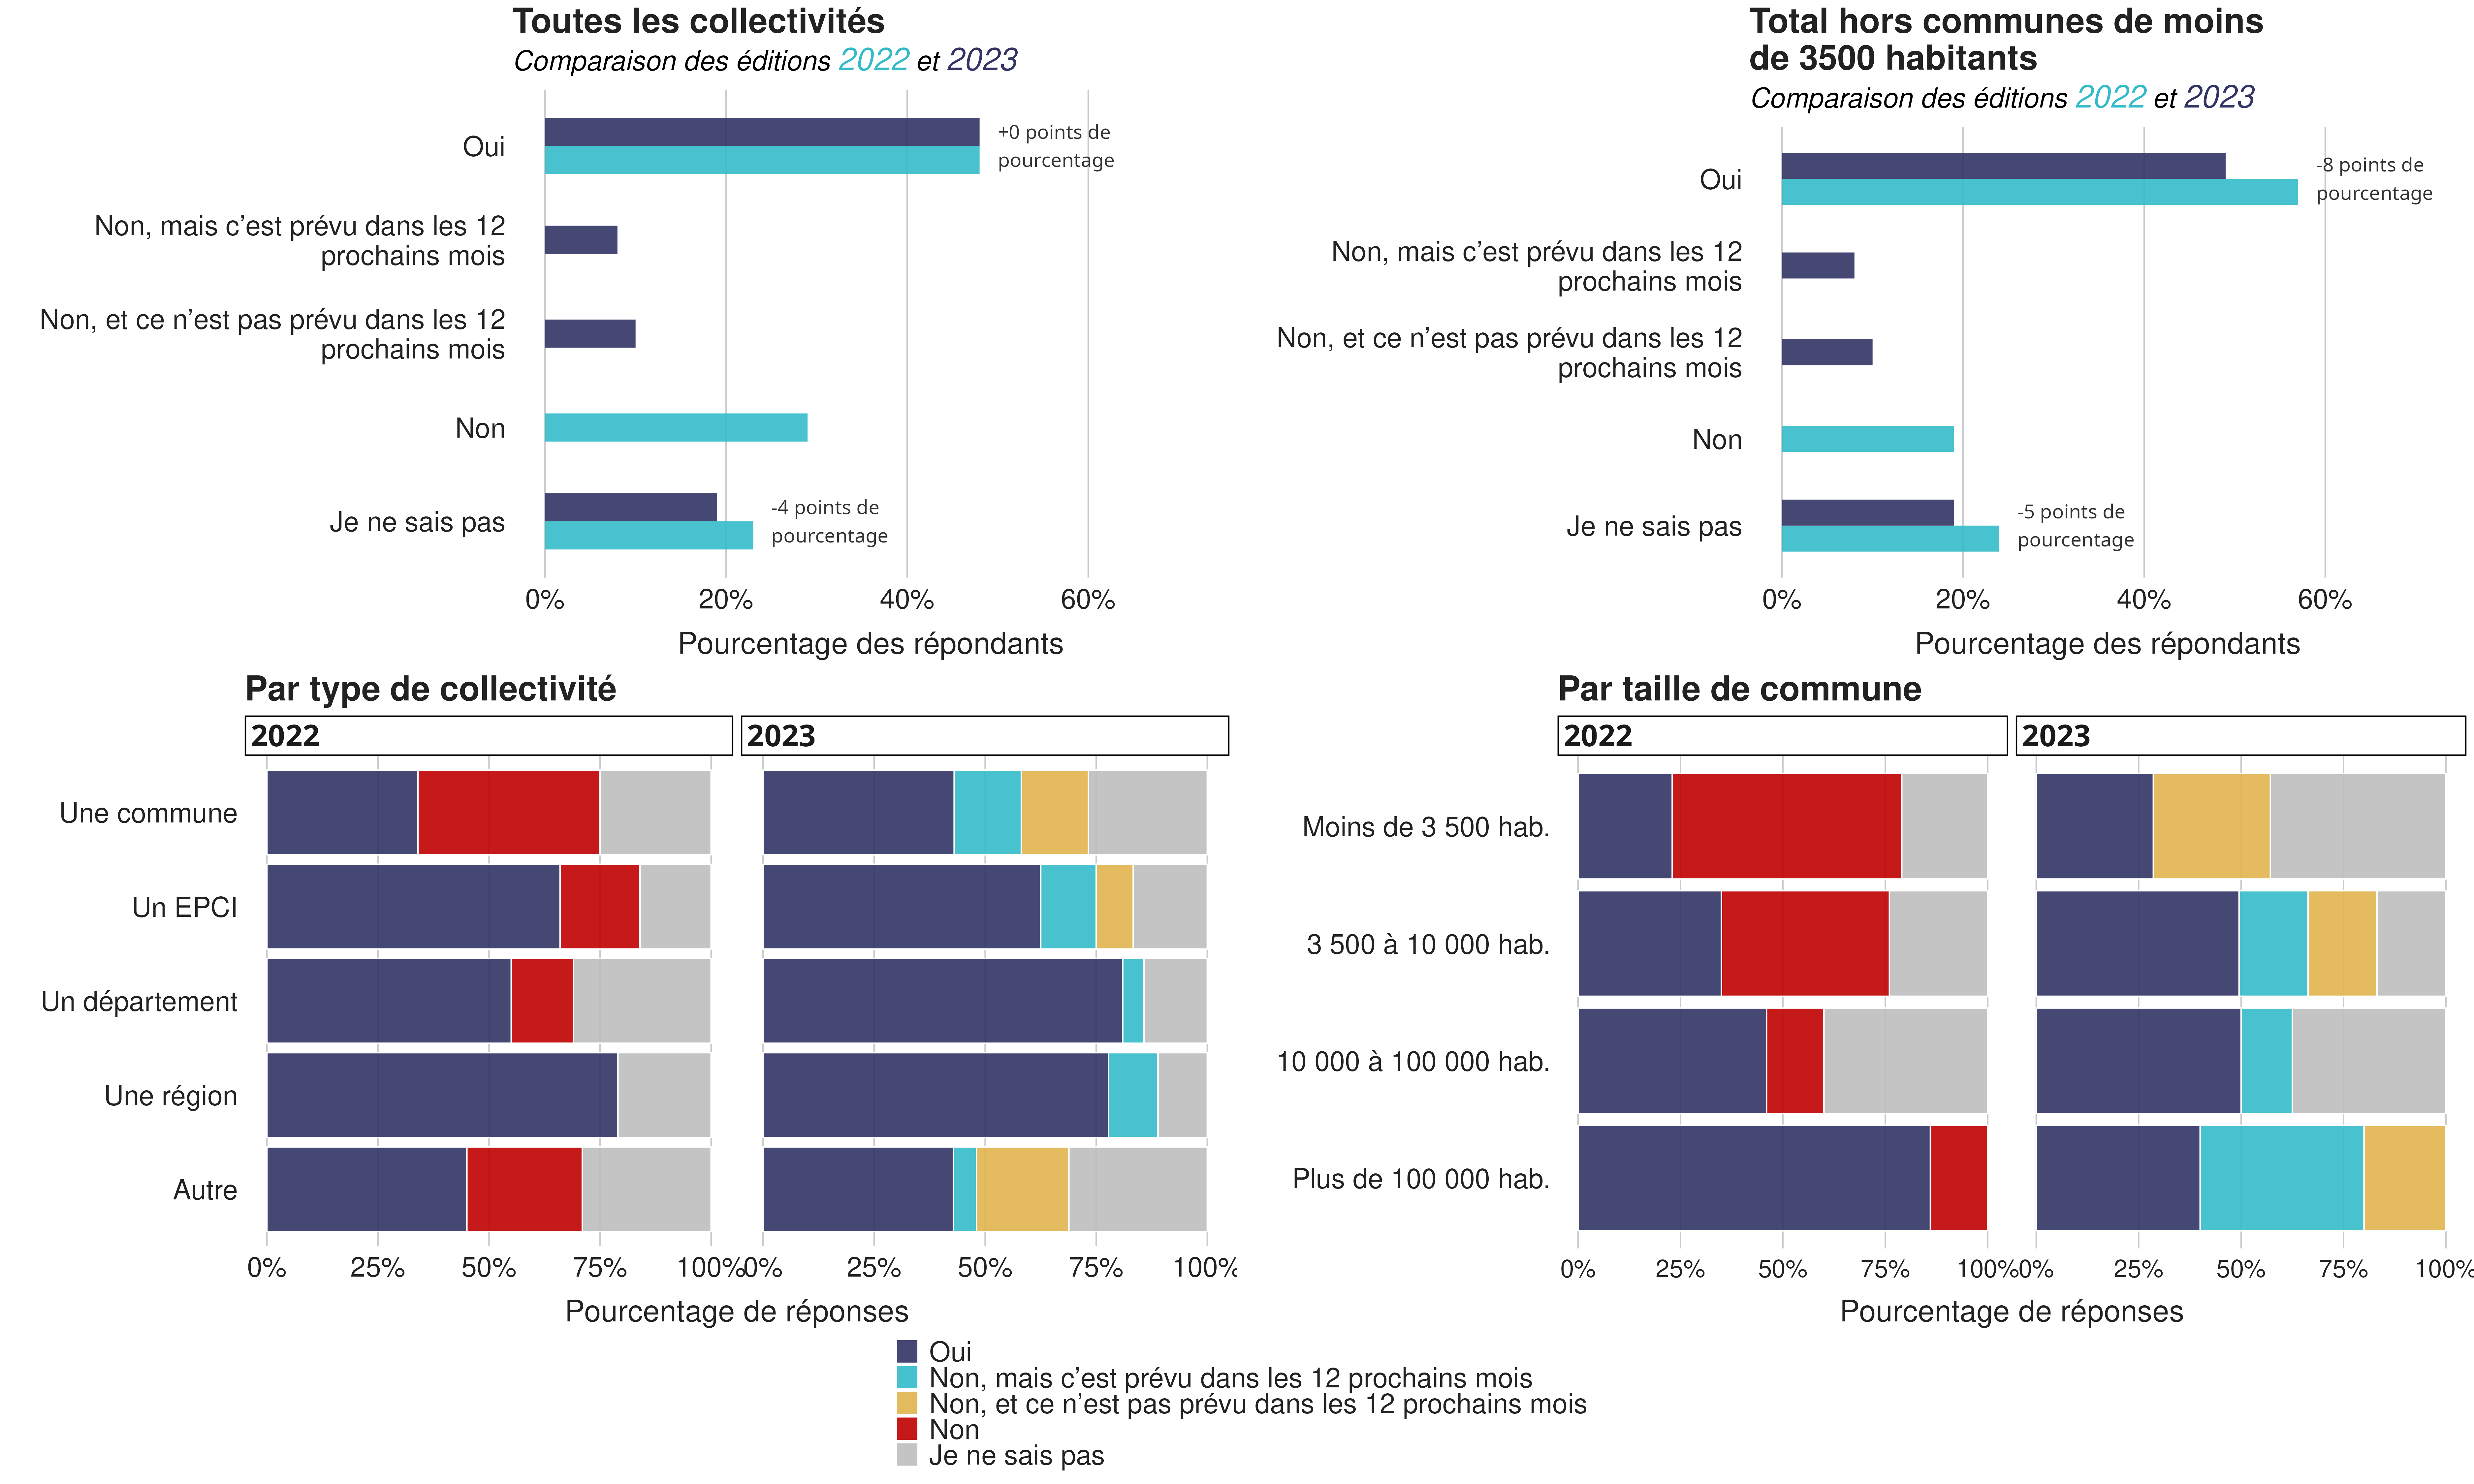 Toutes les collectivités
Comparaison des éditions 2022 et 2023
Oui
+0 points de
pourcentage
Non, mais c’est prévu dans les 12
prochains mois
Non, et ce n’est pas prévu dans les 12
prochains mois
Non
Je ne sais pas
-4 points de
pourcentage
0% 20% 40% 60%
Pourcentage des répondants
Total hors communes de moins
de 3500 habitants
Comparaison des éditions 2022 et 2023
Oui
-8 points de
pourcentage
Non, mais c’est prévu dans les 12
prochains mois
Non, et ce n’est pas prévu dans les 12
prochains mois
Non
Je ne sais pas
-5 points de
pourcentage
0% 20% 40% 60%
Pourcentage des répondants
Par type de collectivité
2022 2023
Une commune
Un EPCI
Un département
Une région
Autre
0% 25% 50% 75% 100% 0% 25% 50% 75% 100%
Pourcentage de réponses
Par taille de commune
2022 2023
Moins de 3 500 hab.
3 500 à 10 000 hab.
10 000 à 100 000 hab.
Plus de 100 000 hab.
0% 25% 50% 75% 100% 0% 25% 50% 75% 100%
Pourcentage de réponses
Oui
Non, mais c’est prévu dans les 12 prochains mois
Non, et ce n’est pas prévu dans les 12 prochains mois
Non
Je ne sais pas